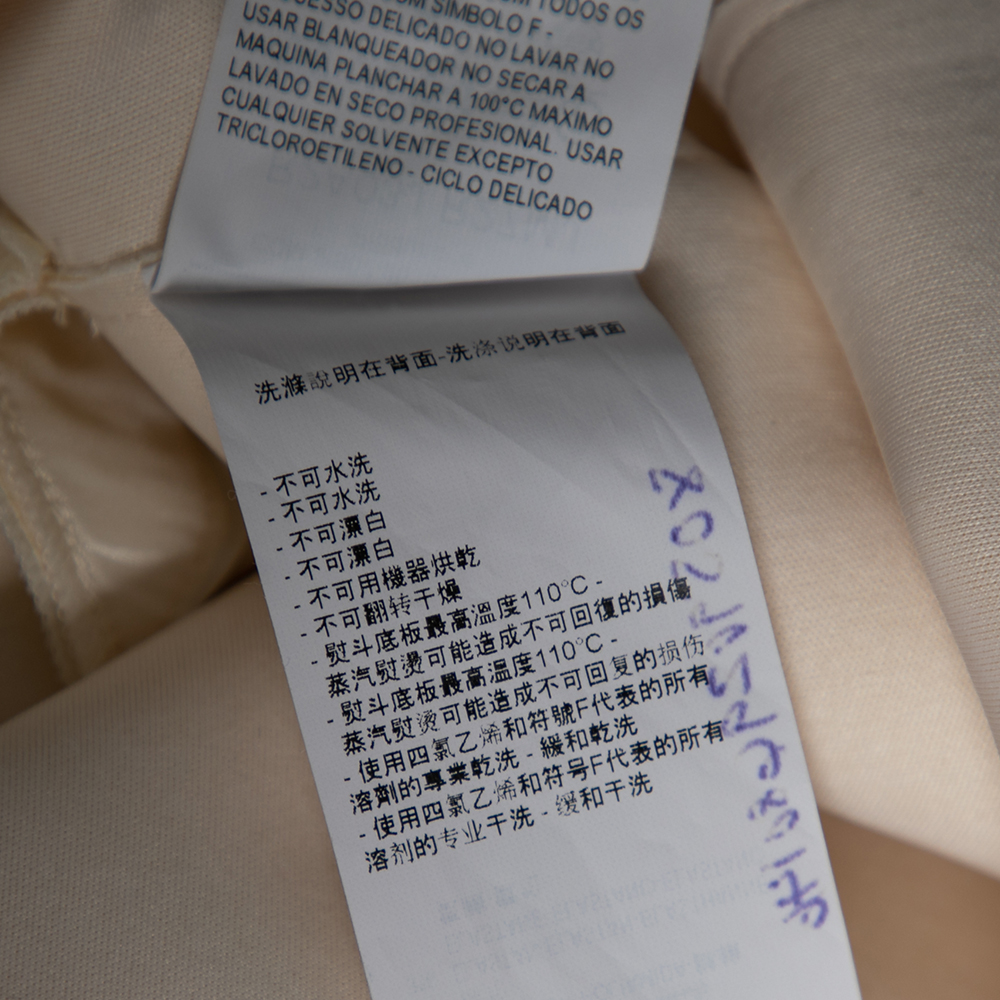 OM TODOS OS
SÍMBOLO F -
DELICADO NO LAVAR NO
USAR BLANQUEADOR NO SECAR A
MAQUINA PLANCHAR A 100°C MAXIMO
LAVADO EN SECO PROFESIONAL. USAR
CUALQUIER SOLVENTE EXCEPTO
TRICLOROETILENO - CICLO DELICADO
洗滌說明在背面-洗涤说明在背面
- 不可水洗
- 不可水洗
- 不可漂白
- 不可漂白
- 不可用機器烘乾
- 不可翻转干燥
- 熨斗底板最高溫度110°C -
蒸汽熨燙可能造成不可回復的損傷
- 熨斗底板最高温度110°C -
蒸汽熨烫可能造成不可回复的损伤
- 使用四氯乙烯和符號F代表的所有
溶劑的專業乾洗 - 緩和乾洗
- 使用四氯乙烯和符号F代表的所有
溶剂的专业干洗 - 缓和干洗